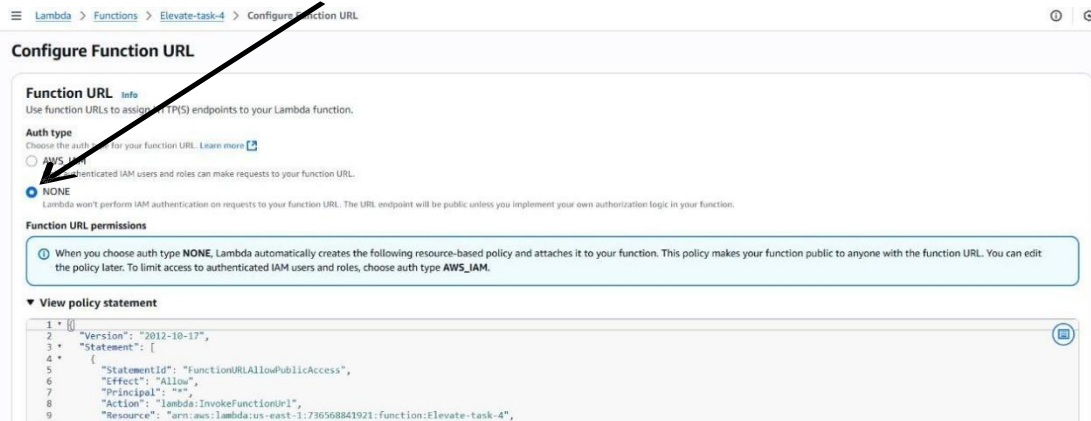 Lambda > Functions > Elevate-task-4 > Configure Function URL
Configure Function URL
Function URL Info
Use function URLs to assign HTTP(S) endpoints to your Lambda function.
Auth type
Choose the auth type for your function URL. Learn more
AWS_IAM
authenticated IAM users and roles can make requests to your function URL.
NONE
Lambda won't perform IAM authentication on requests to your function URL. The URL endpoint will be public unless you implement your own authorization logic in your function.
Function URL permissions
When you choose auth type NONE, Lambda automatically creates the following resource-based policy and attaches it to your function. This policy makes your function public to anyone with the function URL. You can edit
the policy later. To limit access to authenticated IAM users and roles, choose auth type AWS_IAM.
View policy statement
1 {
2 "Version": "2012-10-17",
3 "Statement": [
4 {
5 "StatementId": "FunctionURLAllowPublicAccess",
6 "Effect": "Allow",
7 "Principal": "*",
8 "Action": "lambda:InvokeFunctionUrl",
9 "Resource": "arn:aws:lambda:us-east-1:736568841921:function:Elevate-task-4",